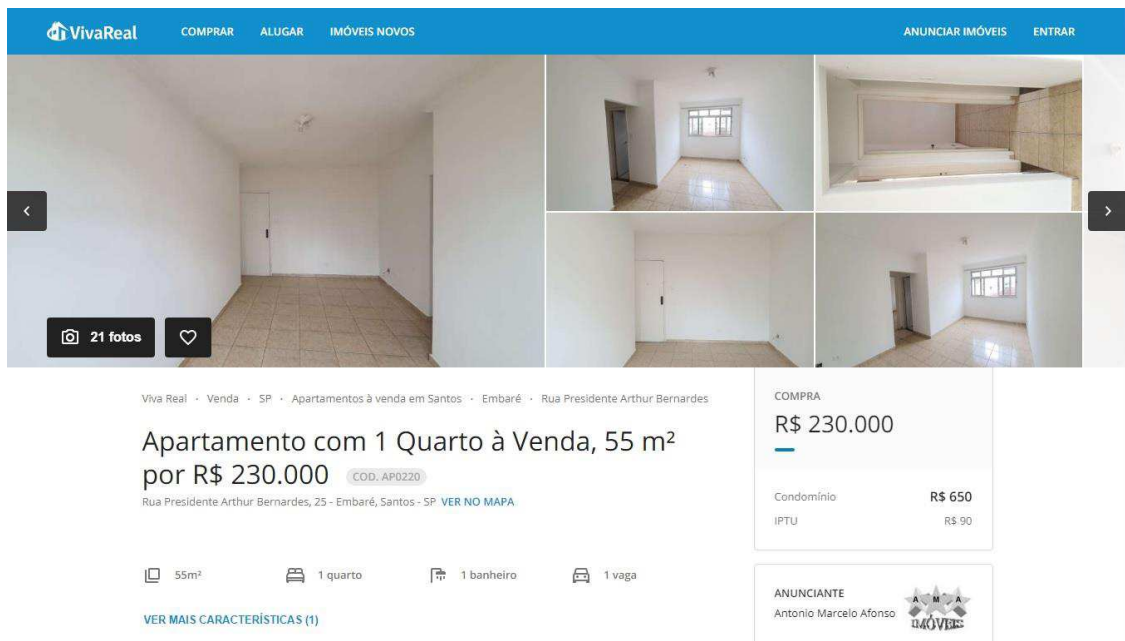 VivaReal COMPRAR ALUGAR IMÓVEIS NOVOS ANUNCIAR IMÓVEIS ENTRAR
21 fotos
Viva Real · Venda · SP · Apartamentos à venda em Santos · Embaré · Rua Presidente Arthur Bernardes
Apartamento com 1 Quarto à Venda, 55 m²
por R$ 230.000 COD. AP0220
Rua Presidente Arthur Bernardes, 25 - Embaré, Santos - SP VER NO MAPA
55m² 1 quarto 1 banheiro 1 vaga
VER MAIS CARACTERÍSTICAS (1)
COMPRA
R$ 230.000
Condomínio R$ 650
IPTU R$ 90
ANUNCIANTE
Antonio Marcelo Afonso
A M A
IMÓVEIS